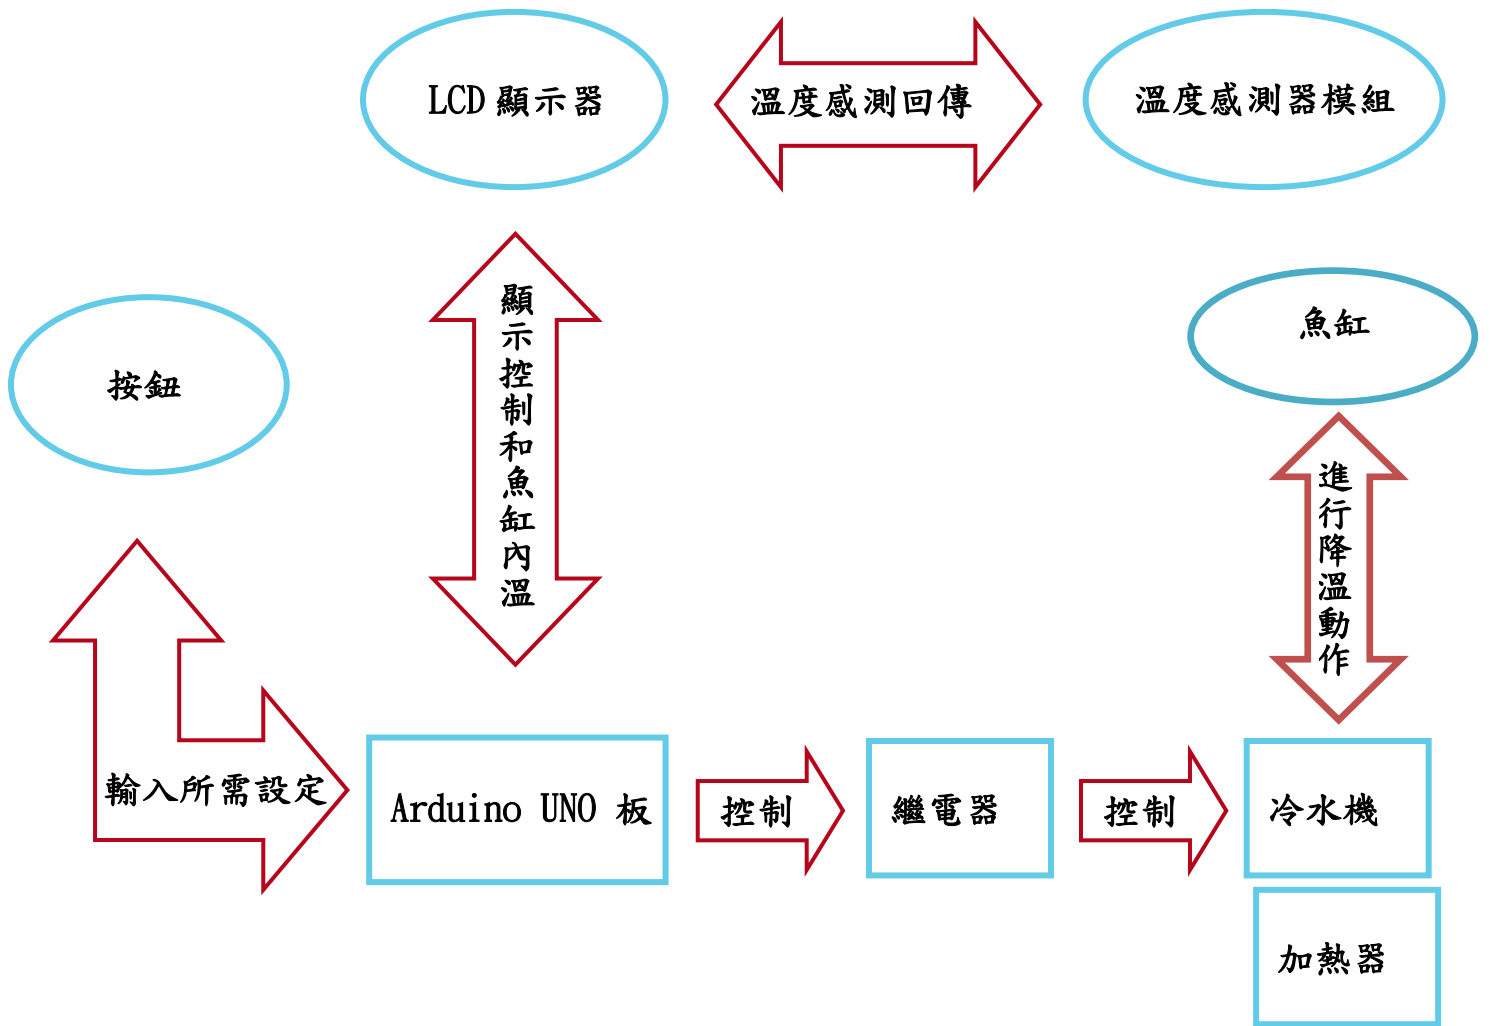 LCD 顯示器
溫度感測回傳
溫度感測器模組
魚缸
按鈕
顯示控制和魚缸內溫
進行降溫動作
輸入所需設定
Arduino UNO 板
控制
繼電器
控制
冷水機
加熱器